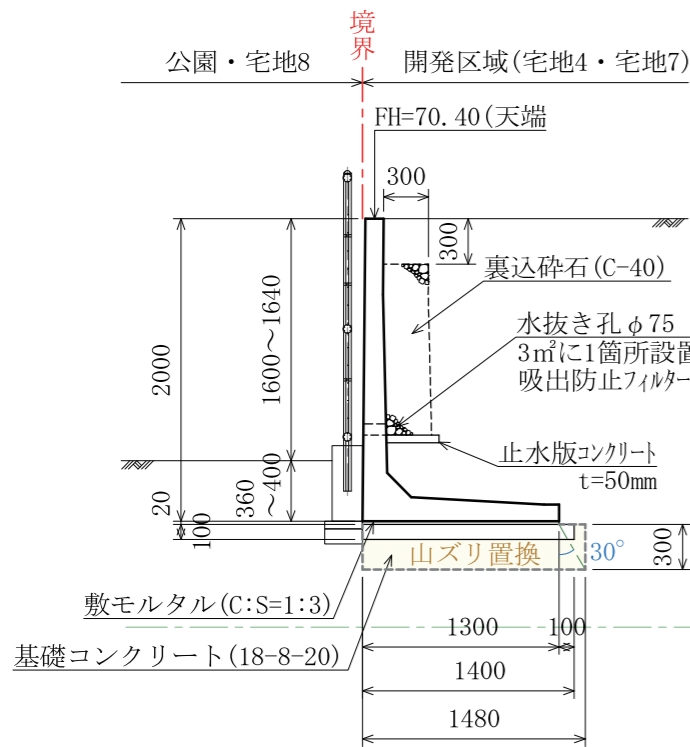 境界
公園・宅地8
開発区域(宅地4・宅地7)
FH=70.40(天端
300
300
裏込砕石(C-40)
水抜き孔φ75
3㎡に1箇所設置
吸出防止フィルター
2000
1600～1640
止水版コンクリート
t=50mm
20
100
360
～400
山ズリ置換
30°
300
敷モルタル(C:S=1:3)
基礎コンクリート(18-8-20)
1300
100
1400
1480